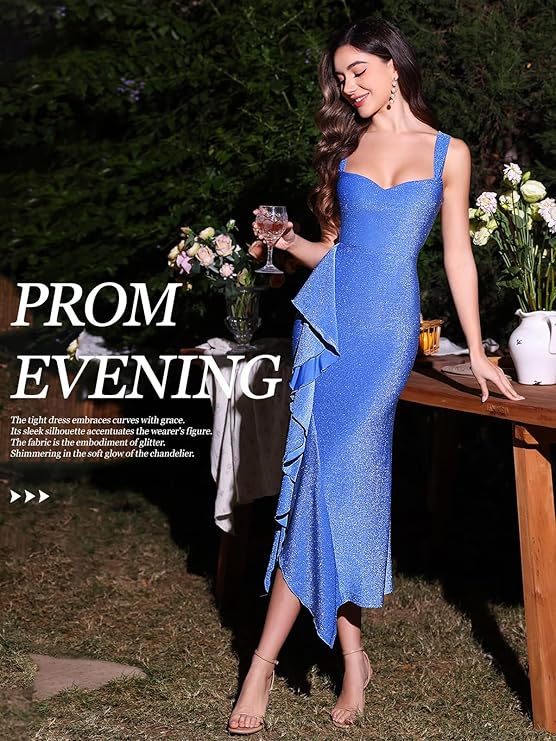 PROM
EVENING
The tight dress embraces curves with grace.
Its sleek silhouette accentuates the wearer's figure.
The fabric is the embodiment of glitter.
Shimmering in the soft glow of the chandelier.